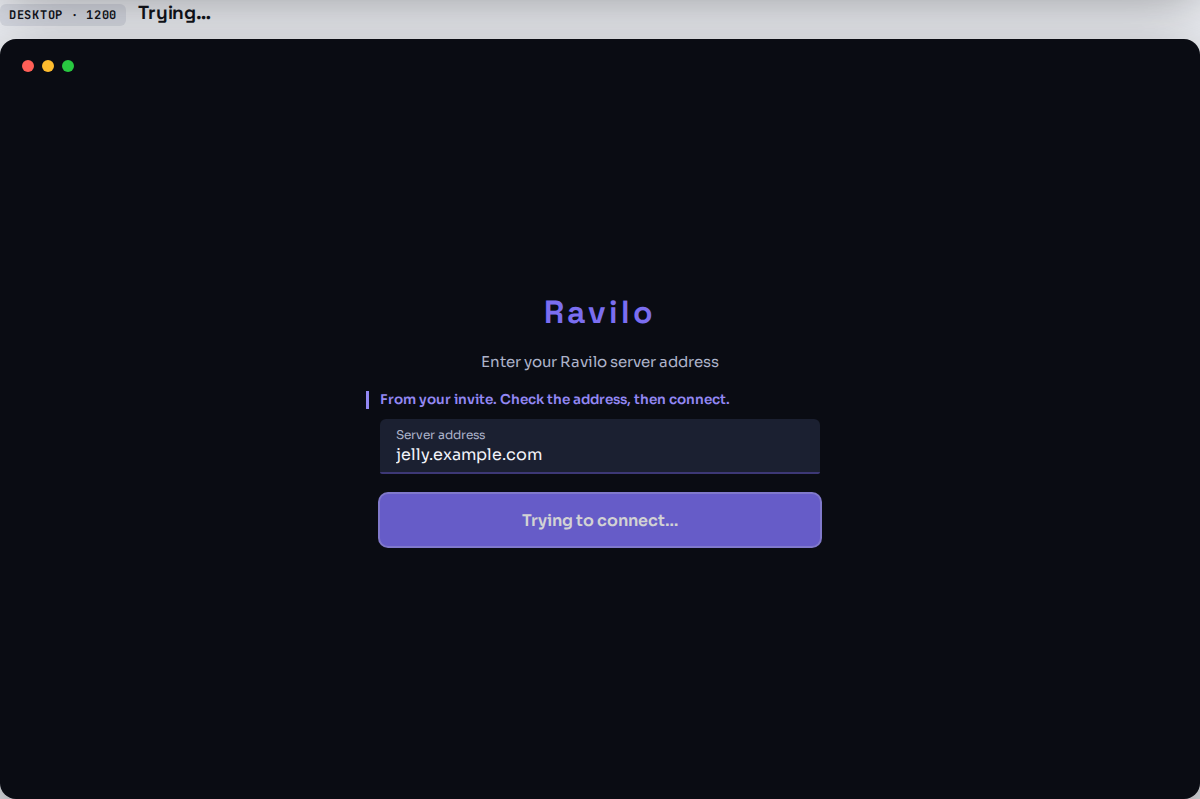 DESKTOP · 1200 Trying...
Ravilo
Enter your Ravilo server address
From your invite. Check the address, then connect.
Server address
jelly.example.com
Trying to connect...